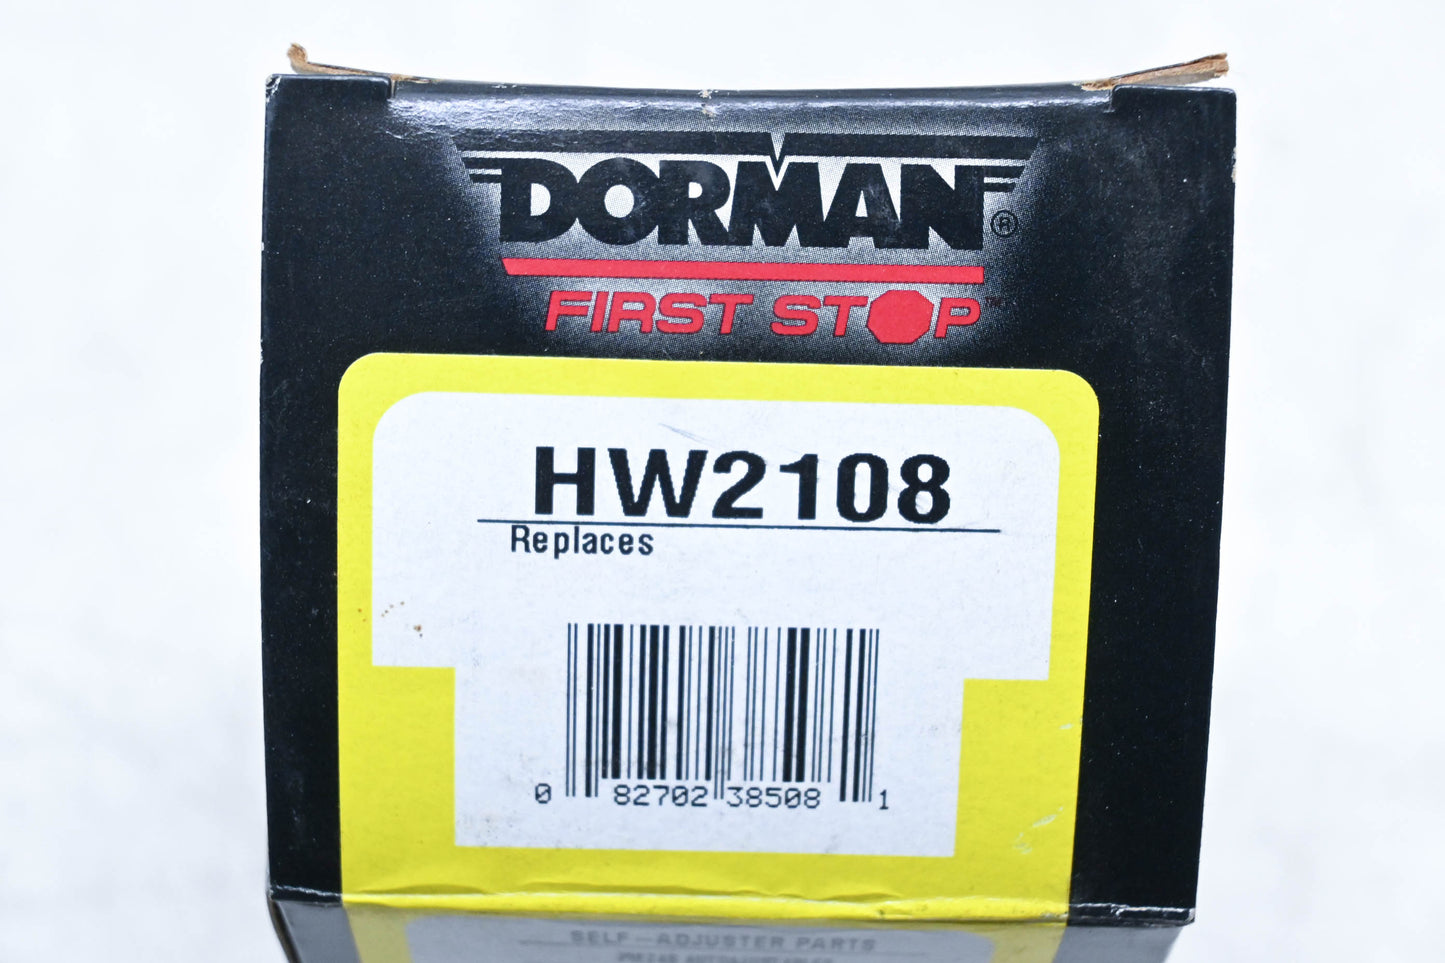 DORMAN®
FIRST STOP™
HW2108
Replaces
0 82702 38508 1
SELF-ADJUSTER PARTS